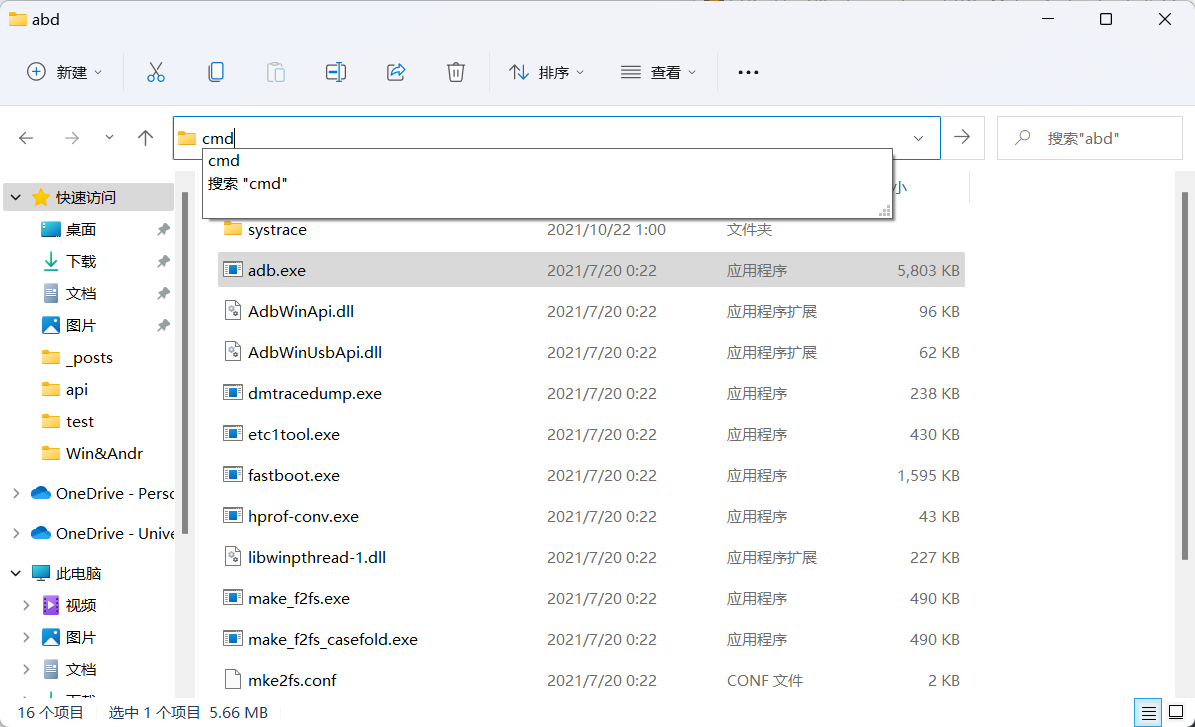 abd
新建
排序
查看
cmd
搜索"abd"
cmd
搜索 "cmd"
小
快速访问
桌面
下载
文档
图片
_posts
api
test
Win&Andr
OneDrive - Perso
OneDrive - Unive
此电脑
视频
图片
文档
systrace 2021/10/22 1:00 文件夹
adb.exe 2021/7/20 0:22 应用程序 5,803 KB
AdbWinApi.dll 2021/7/20 0:22 应用程序扩展 96 KB
AdbWinUsbApi.dll 2021/7/20 0:22 应用程序扩展 62 KB
dmtracedump.exe 2021/7/20 0:22 应用程序 238 KB
etc1tool.exe 2021/7/20 0:22 应用程序 430 KB
fastboot.exe 2021/7/20 0:22 应用程序 1,595 KB
hprof-conv.exe 2021/7/20 0:22 应用程序 43 KB
libwinpthread-1.dll 2021/7/20 0:22 应用程序扩展 227 KB
make_f2fs.exe 2021/7/20 0:22 应用程序 490 KB
make_f2fs_casefold.exe 2021/7/20 0:22 应用程序 490 KB
mke2fs.conf 2021/7/20 0:22 CONF 文件 2 KB
16 个项目 选中 1 个项目 5.66 MB